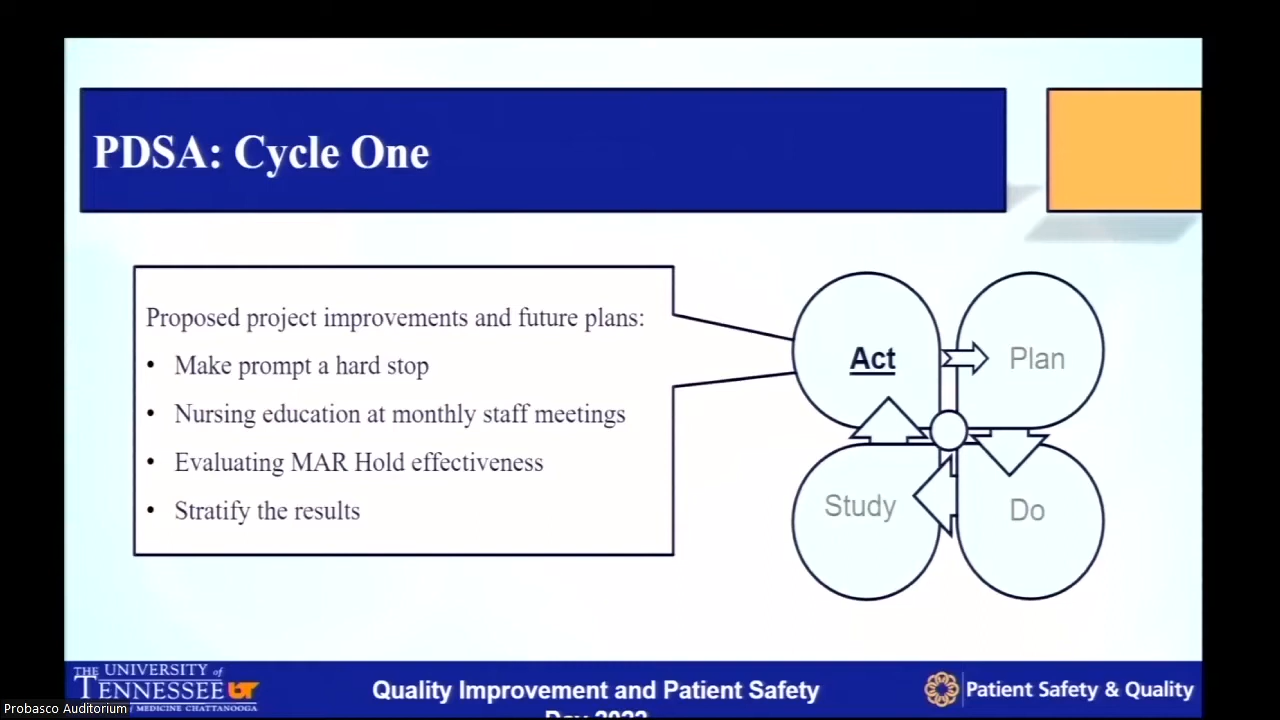 PDSA: Cycle One
Proposed project improvements and future plans:
• Make prompt a hard stop
• Nursing education at monthly staff meetings
• Evaluating MAR Hold effectiveness
• Stratify the results
Act
Plan
Study
Do
THE UNIVERSITY of
TENNESSEE UT
MEDICINE CHATTANOOGA
Quality Improvement and Patient Safety
Patient Safety & Quality
Probasco Auditorium